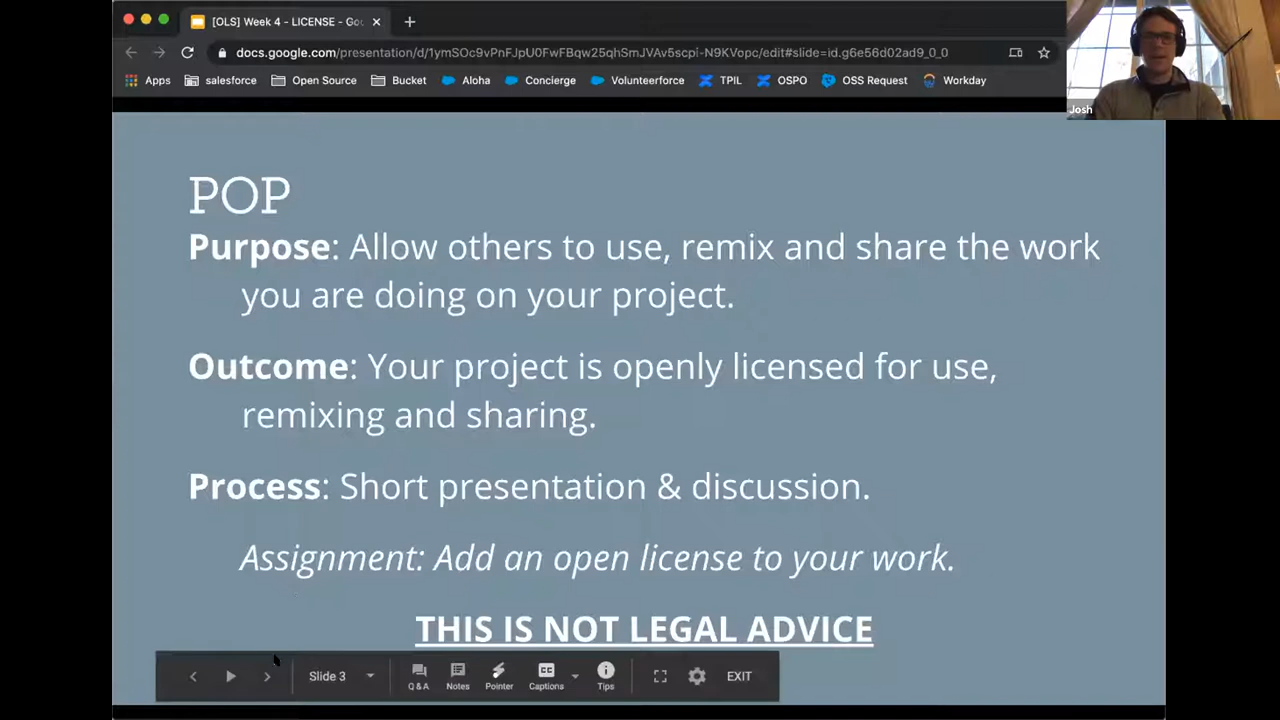 [OLS] Week 4 - LICENSE - Goo
docs.google.com/presentation/d/1ymSCc9vPnFJpU0FwFBqw25qhSmJVAv5scpi-N9KVopc/edit#slide=id.g6e56d02ad9_0_0
Apps salesforce Open Source Bucket Aloha Concierge Volunteerforce TPIL OSPO OSS Request Workday
Josh
POP
Purpose: Allow others to use, remix and share the work
you are doing on your project.
Outcome: Your project is openly licensed for use,
remixing and sharing.
Process: Short presentation & discussion.
Assignment: Add an open license to your work.
THIS IS NOT LEGAL ADVICE
Slide 3 Q & A Notes Pointer CC Captions Tips EXIT